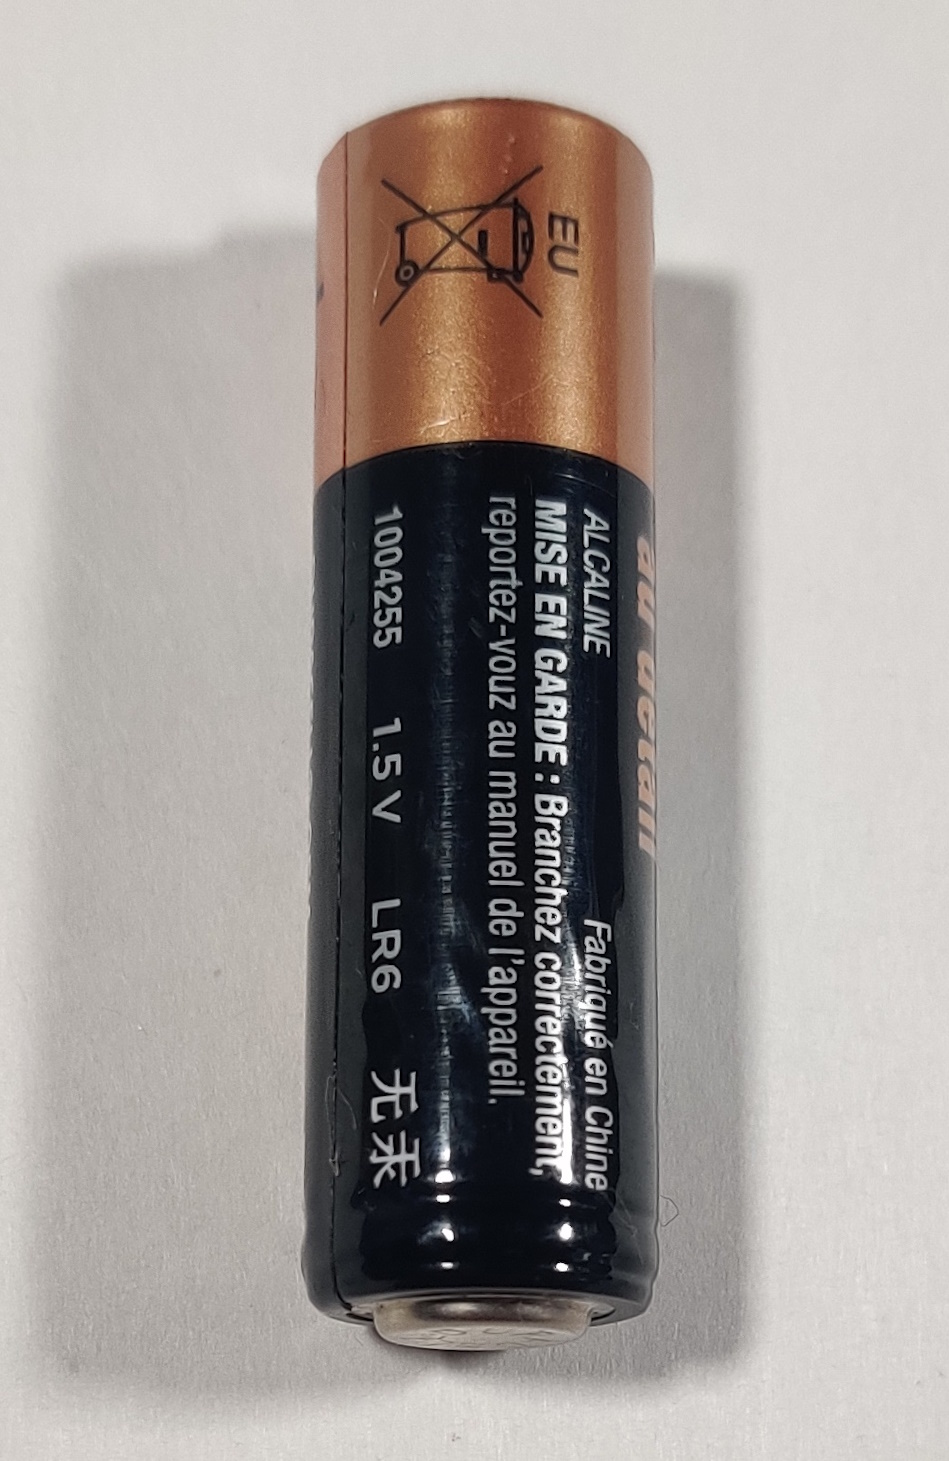 EU
au détail
ALCALINE Fabriqué en Chine
MISE EN GARDE : Branchez correctement,
reportez-vouz au manuel de l'appareil.
1004255 1.5 V LR6 无汞